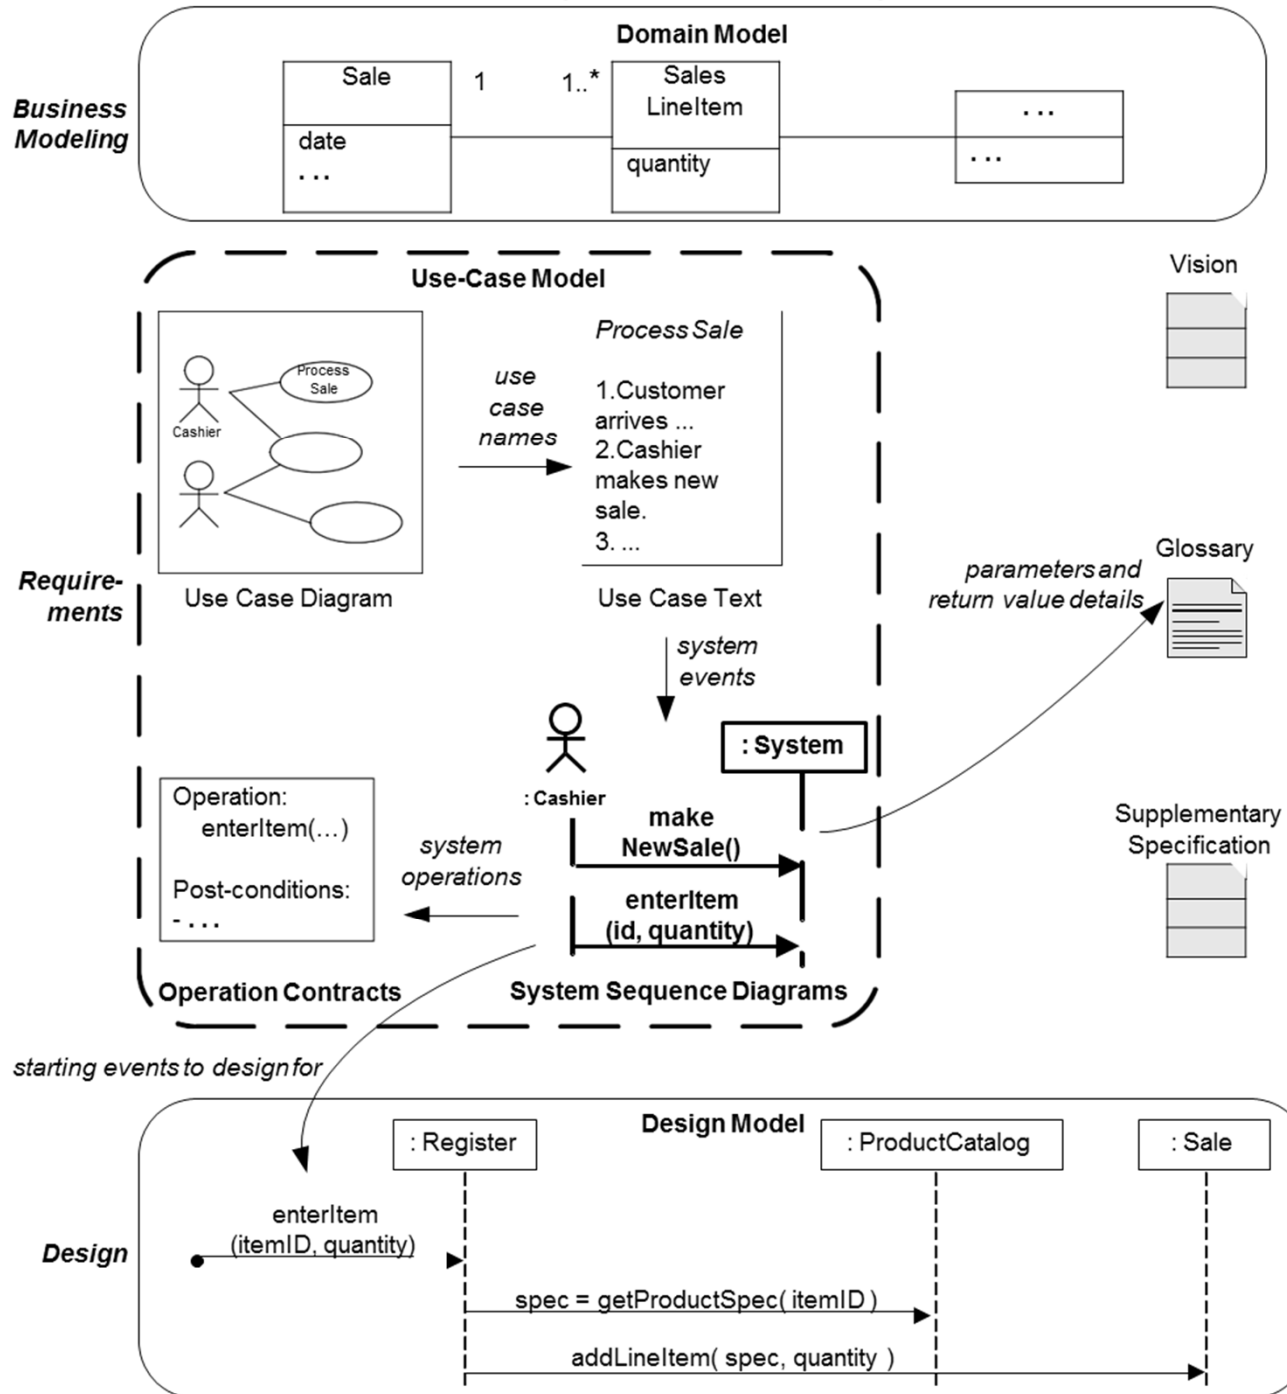 Domain Model
Business
Modeling
Sale
1
1..*
Sales
LineItem
date
...
quantity
...
...
Use-Case Model
Vision
Process Sale
Process
Sale
Cashier
use
case
names
1.Customer
arrives ...
2.Cashier
makes new
sale.
3. ...
Require-
ments
Use Case Diagram
Use Case Text
Glossary
parameters and
return value details
system
events
: System
: Cashier
Operation:
enterItem(...)
Post-conditions:
- ...
system
operations
make
NewSale()
enterItem
(id, quantity)
Supplementary
Specification
Operation Contracts
System Sequence Diagrams
starting events to design for
Design Model
: Register
: ProductCatalog
: Sale
Design
enterItem
(itemID, quantity)
spec = getProductSpec( itemID )
addLineItem( spec, quantity )